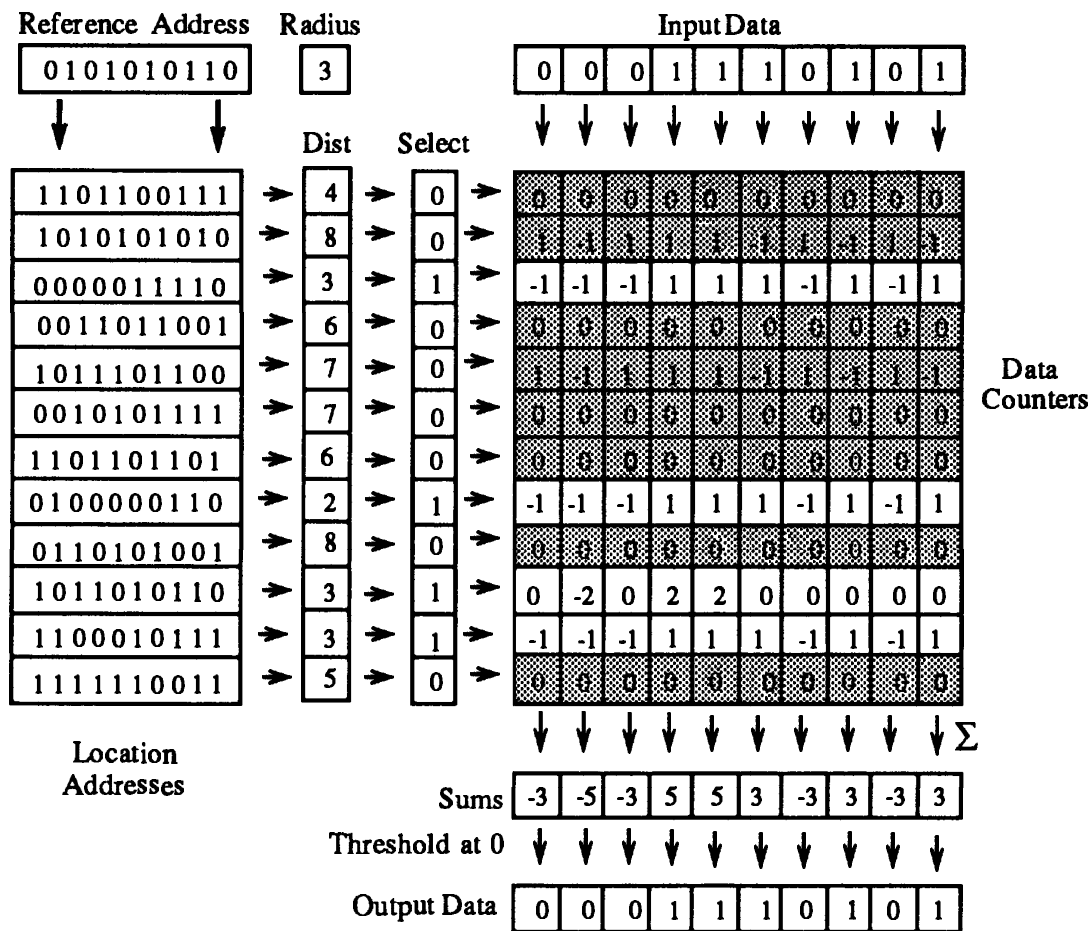 Reference Address Radius Input Data
0101010110 3 0 0 0 1 1 1 0 1 0 1
Dist Select
1101100111 4 0 0 0 0 0 0 0 0 0 0 0
1010101010 8 0 1 -1 1 1 1 -1 1 -1 1 -1
0000011110 3 1 -1 -1 -1 1 1 1 -1 1 -1 1
0011011001 6 0 0 0 0 0 0 0 0 0 0 0
1011101100 7 0 1 -1 1 1 1 -1 1 -1 1 1
Data
0010101111 7 0 0 0 0 0 0 0 0 0 0 0
Counters
1101101101 6 0 0 0 0 0 0 0 0 0 0 0
0100000110 2 1 -1 -1 -1 1 1 1 -1 1 -1 1
0110101001 8 0 0 0 0 0 0 0 0 0 0 0
1011010110 3 1 0 -2 0 2 2 0 0 0 0 0
1100010111 3 1 -1 -1 -1 1 1 1 -1 1 -1 1
1111110011 5 0 0 0 0 0 0 0 0 0 0 0
Σ
Location
Addresses
Sums -3 -5 -3 5 5 3 -3 3 -3 3
Threshold at 0
Output Data 0 0 0 1 1 1 0 1 0 1